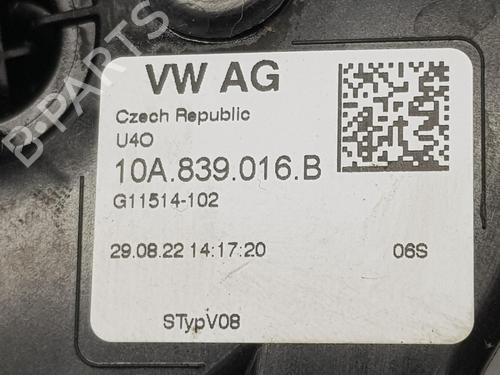 VW AG
Czech Republic
U4O
10A.839.016.B
G11514-102
29.08.22 14:17:20 06S
STypV08
B-PARTS